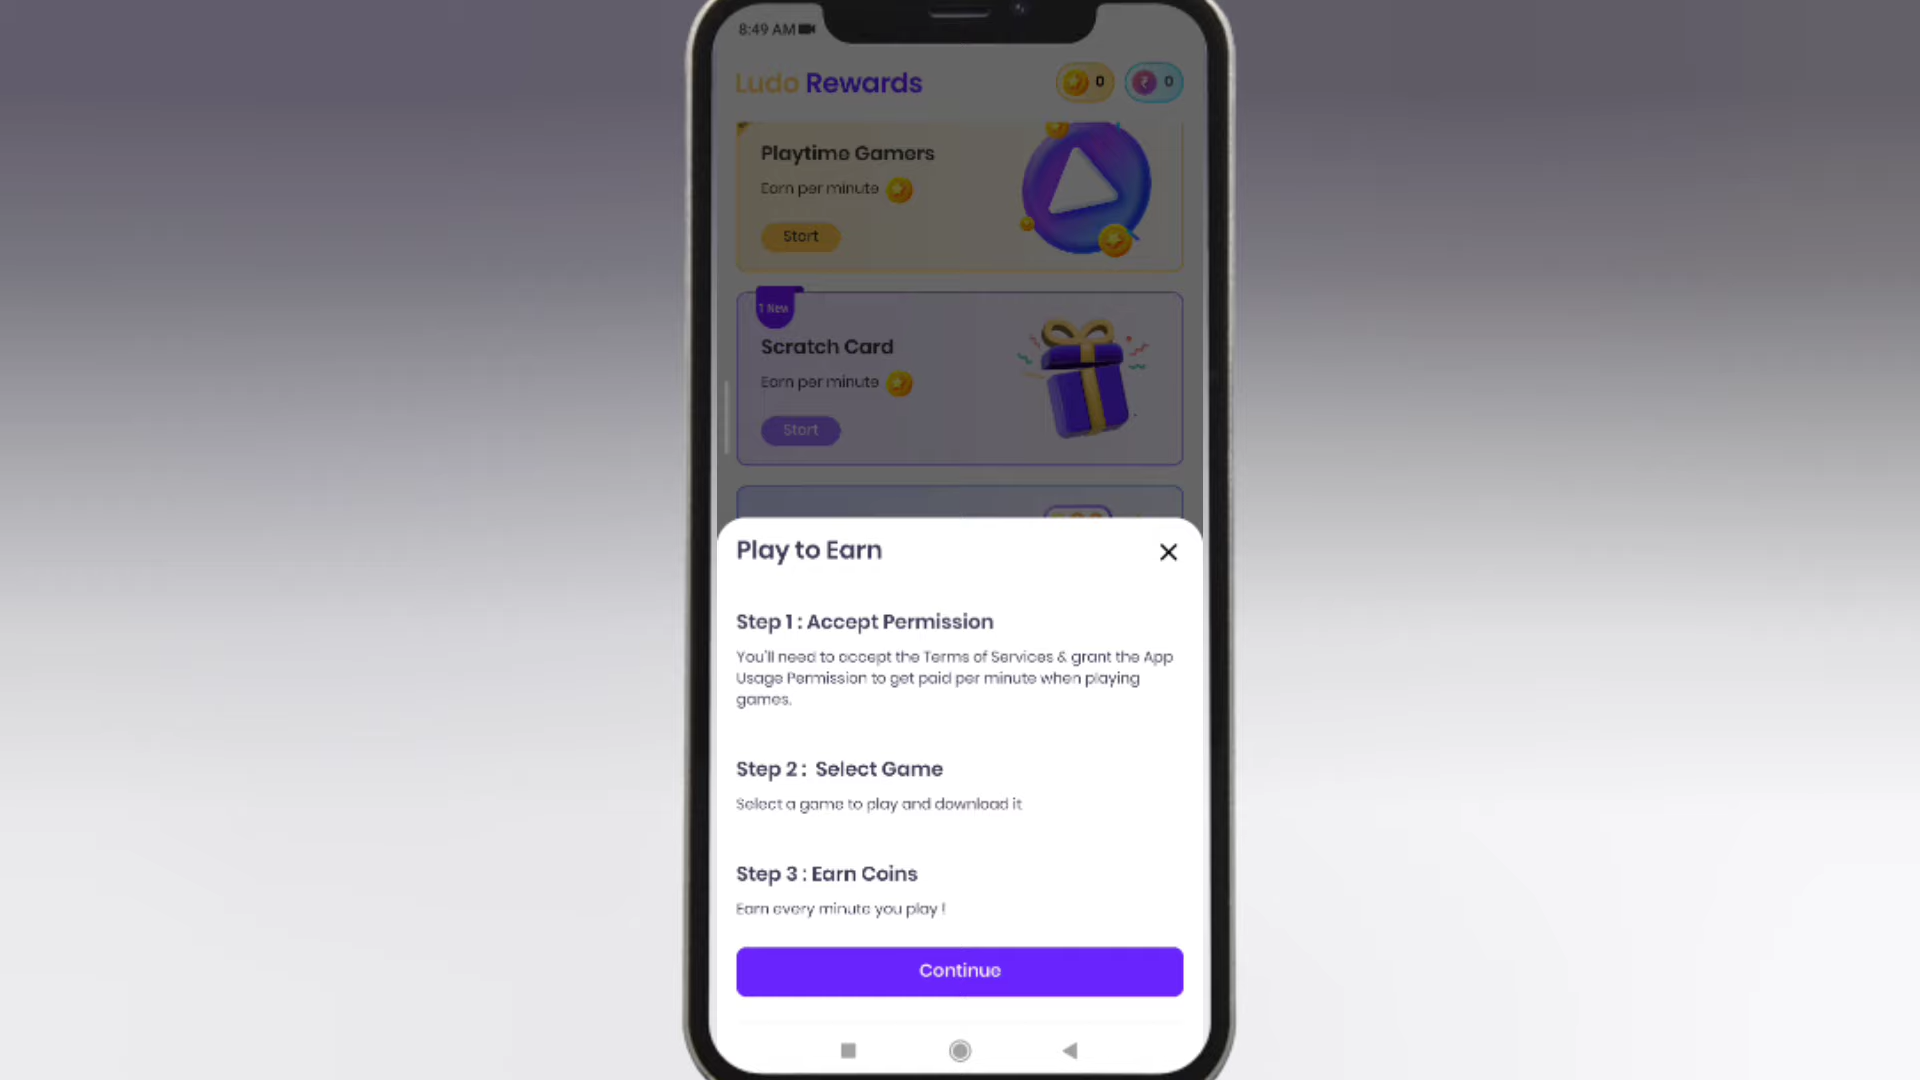 8:49 AM
Ludo Rewards
0
0
Playtime Gamers
Earn per minute
Start
1 New
Scratch Card
Earn per minute
Start
Play to Earn
Step 1 : Accept Permission
You'll need to accept the Terms of Services & grant the App
Usage Permission to get paid per minute when playing
games.
Step 2 : Select Game
Select a game to play and download it
Step 3 : Earn Coins
Earn every minute you play !
Continue